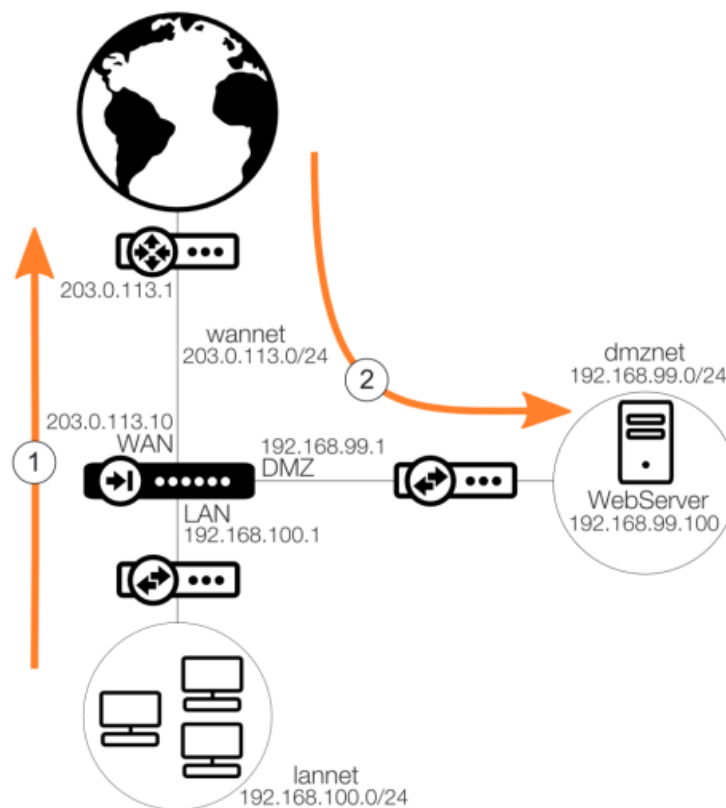 203.0.113.1
wannet
203.0.113.0/24
2
dmznet
192.168.99.0/24
203.0.113.10
WAN
1
192.168.99.1
DMZ
WebServer
192.168.99.100
LAN
192.168.100.1
lannet
192.168.100.0/24